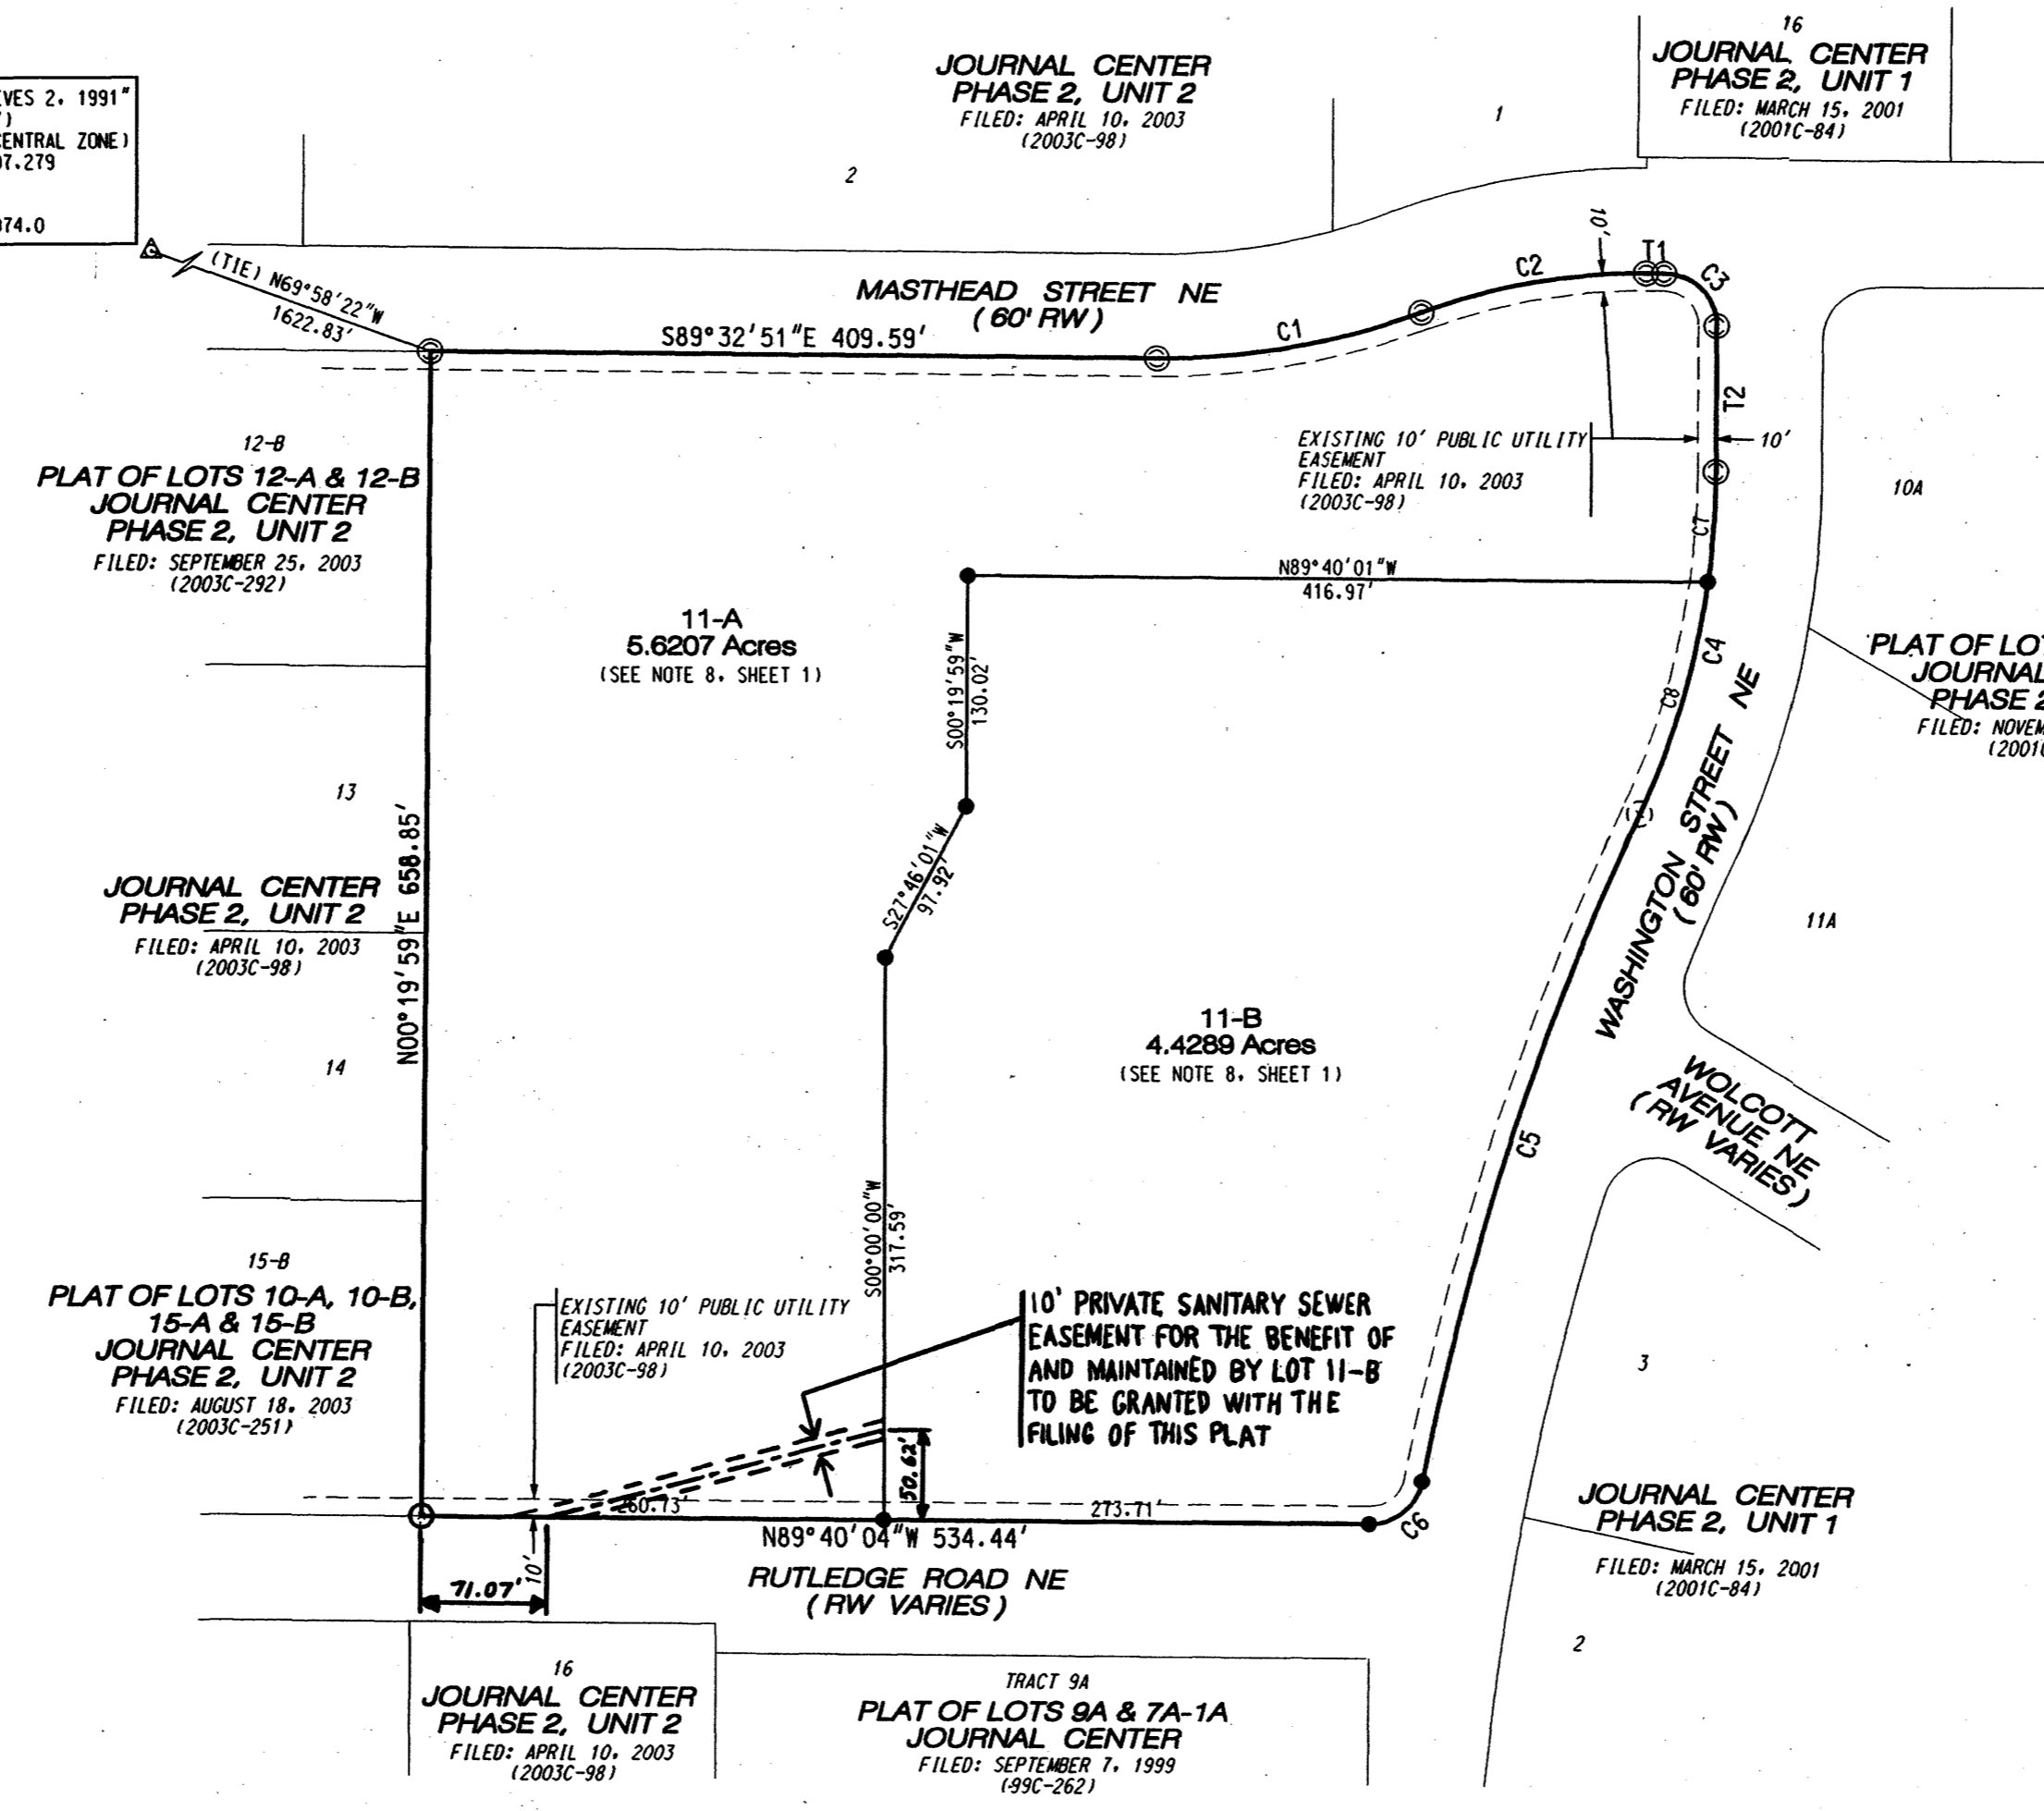 VES 2, 1991"
')
CENTRAL ZONE)
07.279
074.0
JOURNAL CENTER
PHASE 2, UNIT 2
FILED: APRIL 10, 2003
(2003C-98)
2
1
16
JOURNAL CENTER
PHASE 2, UNIT 1
FILED: MARCH 15, 2001
(2001C-84)
(TIE) N69°58'22"W
1622.83'
MASTHEAD STREET NE
(60' RW)
S89°32'51"E 409.59'
C1
C2
10'
T1
C3
T2
10'
EXISTING 10' PUBLIC UTILITY
EASEMENT
FILED: APRIL 10, 2003
(2003C-98)
10A
C7
12-B
PLAT OF LOTS 12-A & 12-B
JOURNAL CENTER
PHASE 2, UNIT 2
FILED: SEPTEMBER 25, 2003
(2003C-292)
N89°40'01"W
416.97'
11-A
5.6207 Acres
(SEE NOTE 8, SHEET 1)
S00°19'59"W
130.02'
C4
C8
PLAT OF LO
JOURNAL
PHASE 2
FILED: NOVEM
(2001
WASHINGTON STREET NE
(60' RW)
13
S27°46'01"W
97.92'
JOURNAL CENTER
PHASE 2, UNIT 2
FILED: APRIL 10, 2003
(2003C-98)
N00°19'59"E 658.85'
11A
14
11-B
4.4289 Acres
(SEE NOTE 8, SHEET 1)
WOLCOTT
AVENUE NE
(RW VARIES)
C5
S00°00'00"W
317.59'
15-B
PLAT OF LOTS 10-A, 10-B,
15-A & 15-B
JOURNAL CENTER
PHASE 2, UNIT 2
FILED: AUGUST 18, 2003
(2003C-251)
EXISTING 10' PUBLIC UTILITY
EASEMENT
FILED: APRIL 10, 2003
(2003C-98)
10' PRIVATE SANITARY SEWER
EASEMENT FOR THE BENEFIT OF
AND MAINTAINED BY LOT 11-B
TO BE GRANTED WITH THE
FILING OF THIS PLAT
3
50.62'
260.73'
273.71'
N89°40'04"W 534.44'
C6
10'
71.07'
RUTLEDGE ROAD NE
(RW VARIES)
JOURNAL CENTER
PHASE 2, UNIT 1
FILED: MARCH 15, 2001
(2001C-84)
2
16
JOURNAL CENTER
PHASE 2, UNIT 2
FILED: APRIL 10, 2003
(2003C-98)
TRACT 9A
PLAT OF LOTS 9A & 7A-1A
JOURNAL CENTER
FILED: SEPTEMBER 7, 1999
(99C-262)